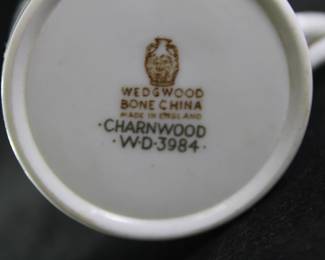 WEDGWOOD
BONE CHINA
MADE IN ENGLAND
CHARNWOOD
·W·D·3984·